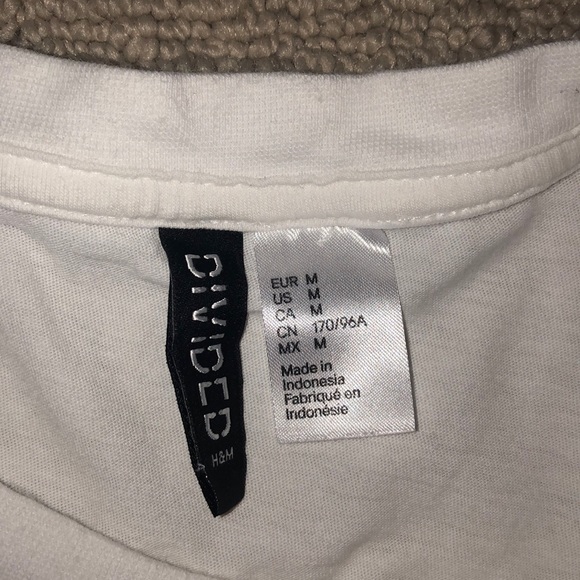 DIVIDED
H&M
EUR M
US M
CA M
CN 170/96A
MX M
Made in
Indonesia
Fabriqué en
Indonésie